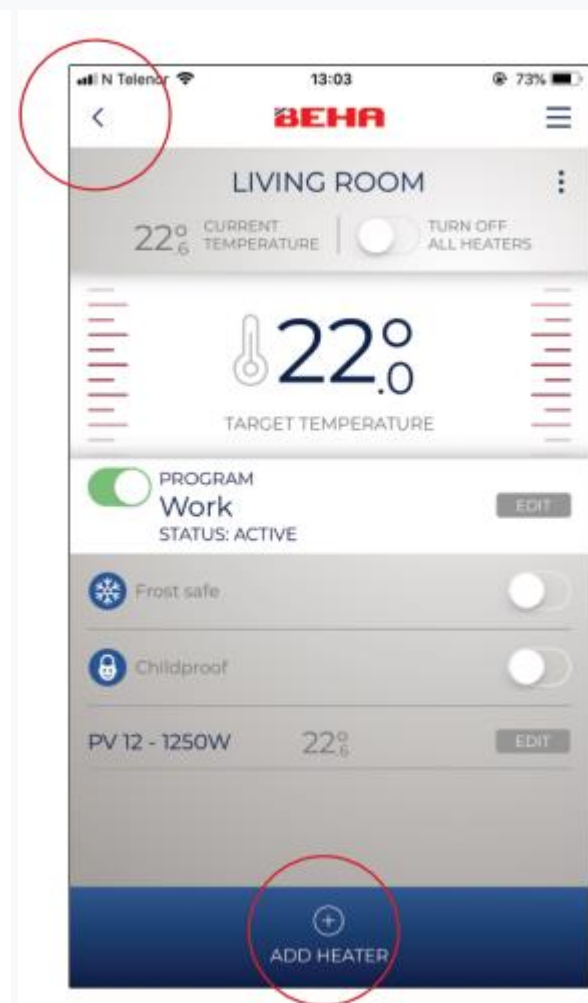 N Telenor 13:03 73%
BEHA
LIVING ROOM
22°.6 CURRENT TEMPERATURE
TURN OFF ALL HEATERS
22°.0
TARGET TEMPERATURE
PROGRAM
Work
EDIT
STATUS: ACTIVE
Frost safe
Childproof
PV 12 - 1250W 22°.6 EDIT
ADD HEATER